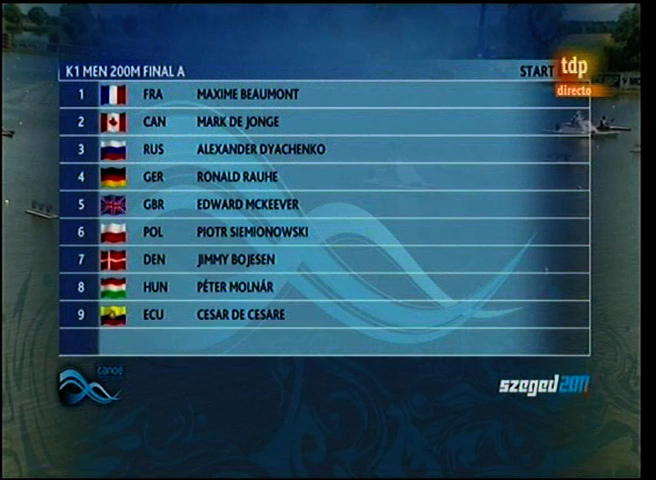 K1 MEN 200M FINAL A START
tdp
directo
1 FRA MAXIME BEAUMONT
2 CAN MARK DE JONGE
3 RUS ALEXANDER DYACHENKO
4 GER RONALD RAUHE
5 GBR EDWARD MCKEEVER
6 POL PIOTR SIEMIONOWSKI
7 DEN JIMMY BOJESEN
8 HUN PÉTER MOLNÁR
9 ECU CESAR DE CESARE
canoe
szeged2011